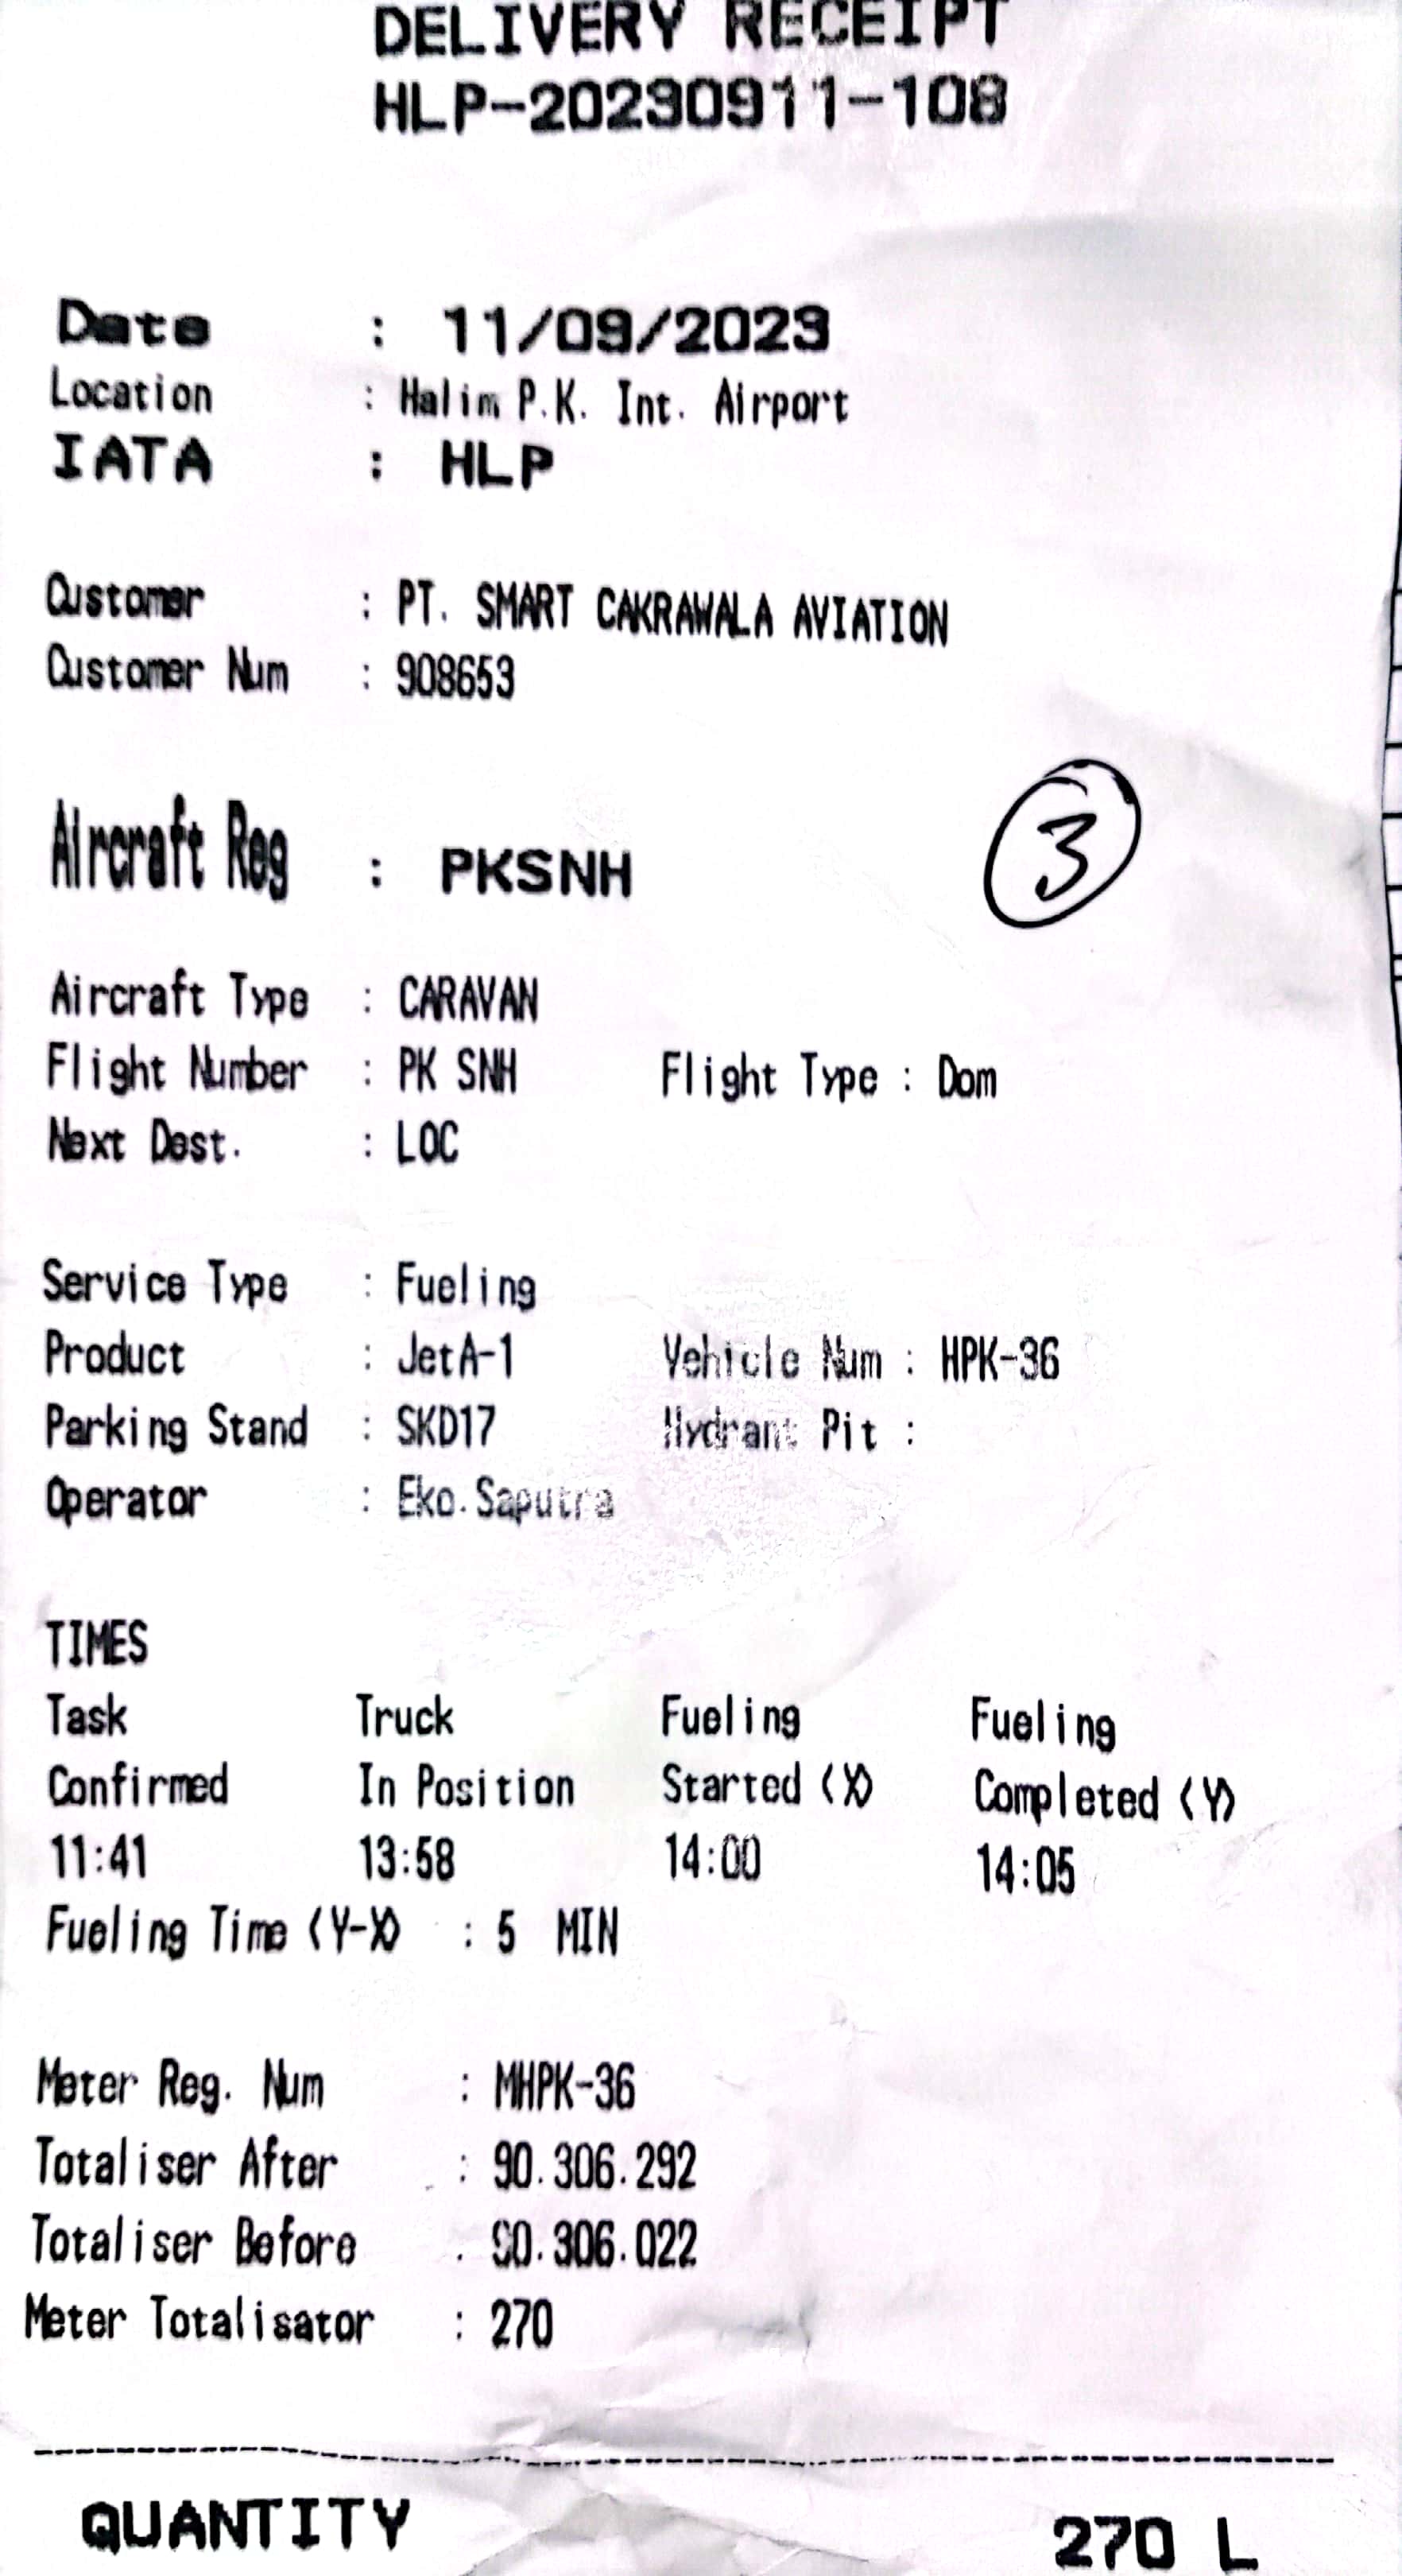 DELIVERY RECEIPT
HLP-20230911-108
Date : 11/09/2023
Location : Halim P.K. Int. Airport
IATA : HLP
Customer : PT. SMART CAKRAWALA AVIATION
Customer Num : 908653
Aircraft Reg : PKSNH
3
Aircraft Type : CARAVAN
Flight Number : PK SNH Flight Type : Dom
Next Dest. : LOC
Service Type : Fueling
Product : JetA-1 Vehicle Num : HPK-36
Parking Stand : SKD17 Hydrant Pit :
Operator : Eko.Saputra
TIMES
Task Truck Fueling Fueling
Confirmed In Position Started (X) Completed (Y)
11:41 13:58 14:00 14:05
Fueling Time (Y-X) : 5 MIN
Meter Reg. Num : MHPK-36
Totaliser After : 90.306.292
Totaliser Before : 90.306.022
Meter Totalisator : 270
QUANTITY 270 L